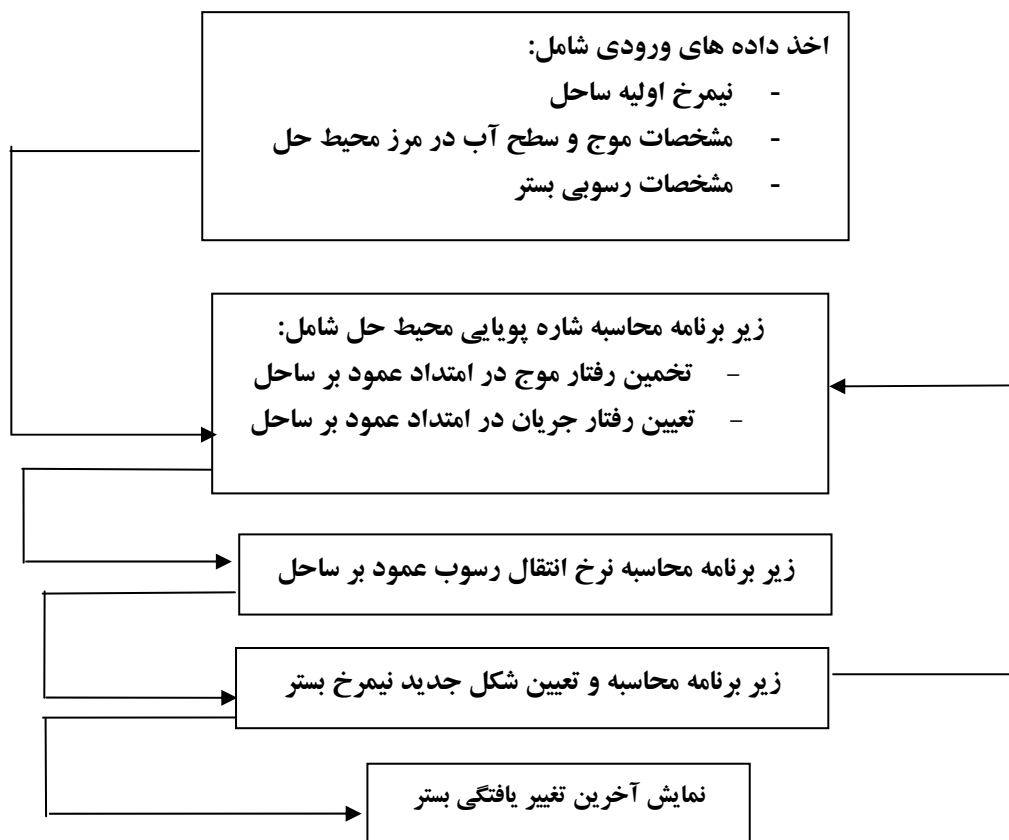 اخذ داده های ورودی شامل:
- نیمرخ اولیه ساحل
- مشخصات موج و سطح آب در مرز محیط حل
- مشخصات رسوبی بستر
زیر برنامه محاسبه شاره پویایی محیط حل شامل:
– تخمین رفتار موج در امتداد عمود بر ساحل
– تعیین رفتار جریان در امتداد عمود بر ساحل
زیر برنامه محاسبه نرخ انتقال رسوب عمود بر ساحل
زیر برنامه محاسبه و تعیین شکل جدید نیمرخ بستر
نمایش آخرین تغییر یافتگی بستر